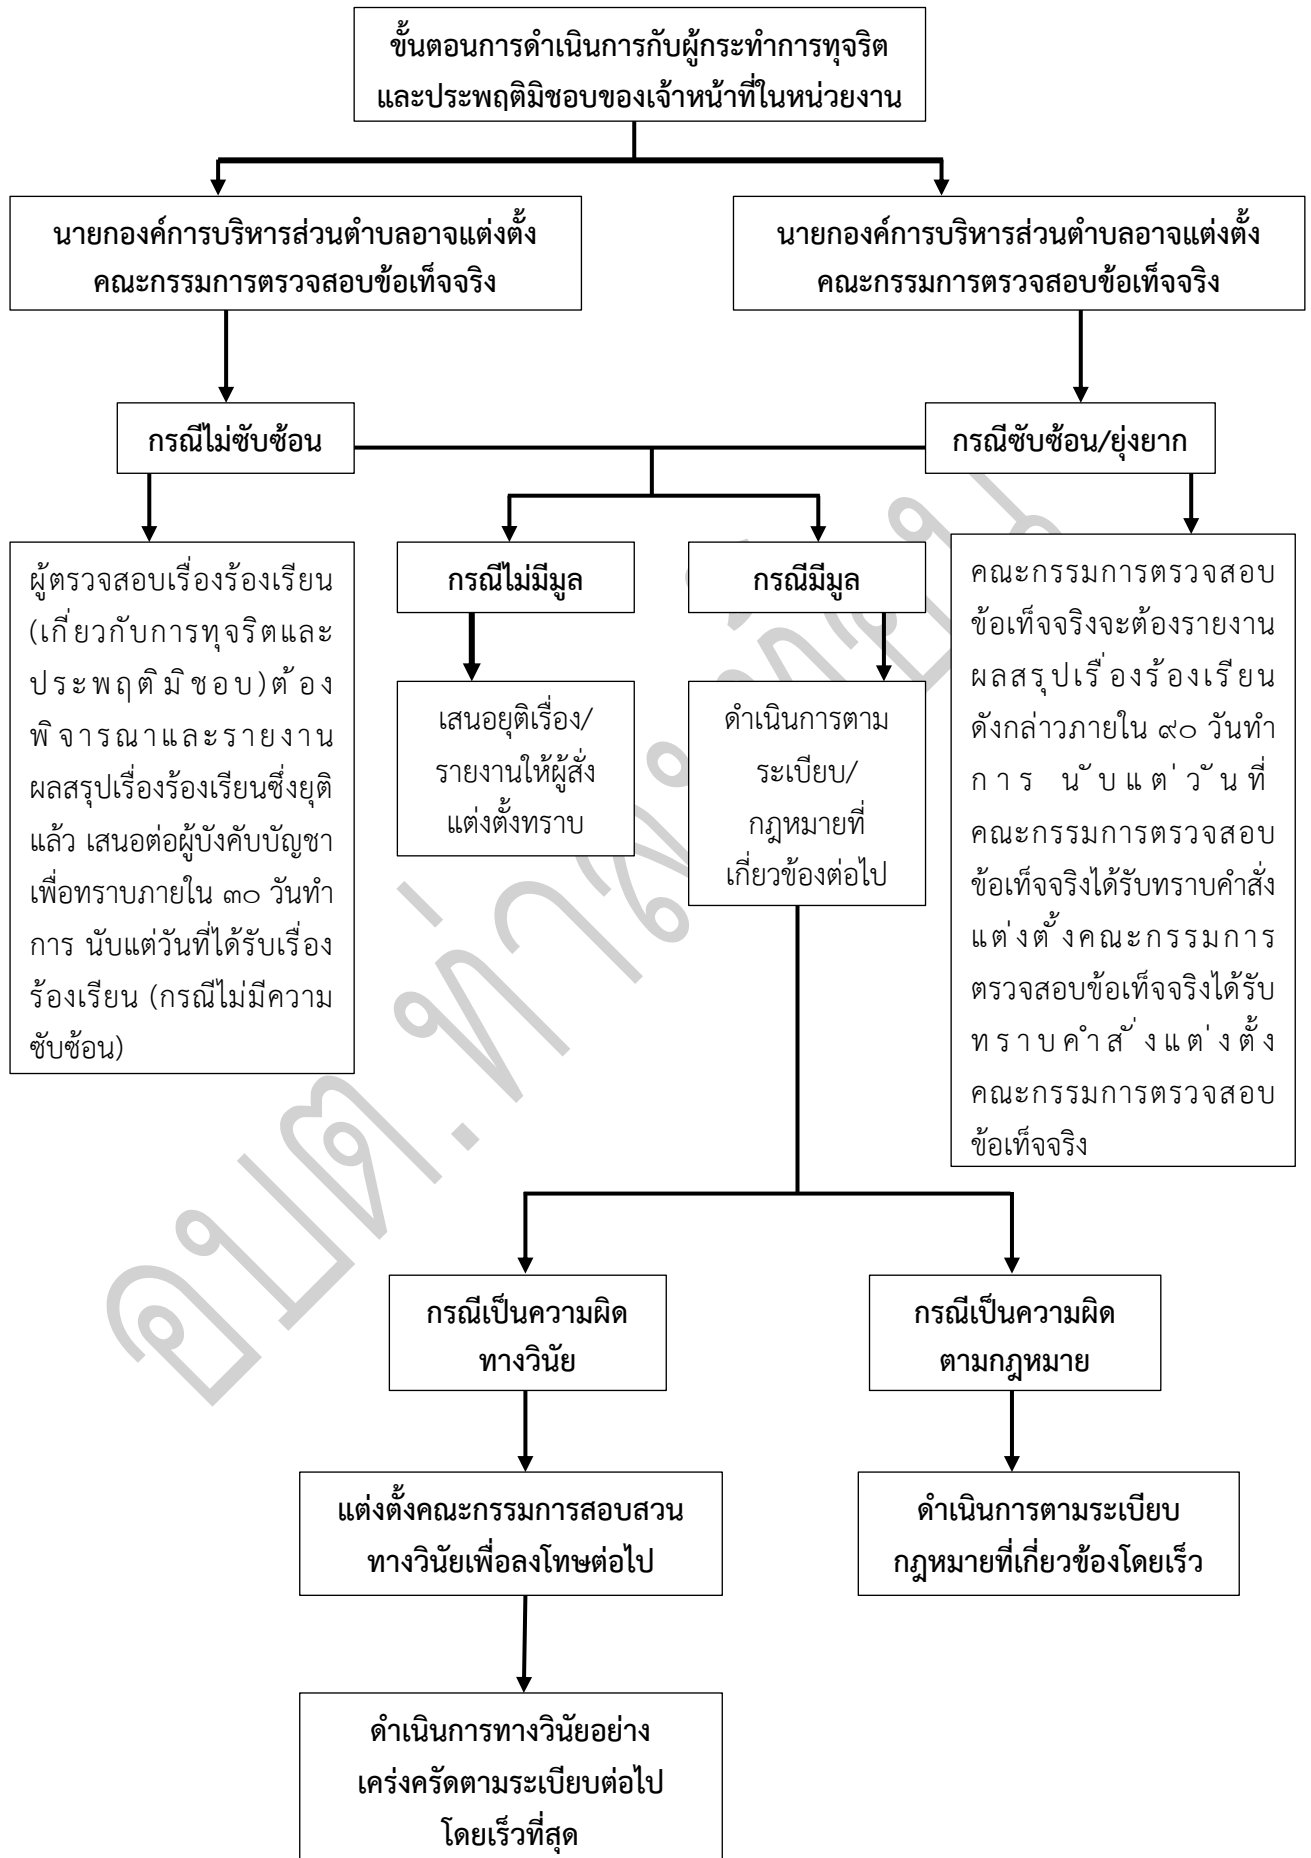 ขั้นตอนการดำเนินการกับผู้กระทำการทุจริต
และประพฤติมิชอบของเจ้าหน้าที่ในหน่วยงาน
นายกองค์การบริหารส่วนตำบลอาจแต่งตั้ง
คณะกรรมการตรวจสอบข้อเท็จจริง
นายกองค์การบริหารส่วนตำบลอาจแต่งตั้ง
คณะกรรมการตรวจสอบข้อเท็จจริง
กรณีไม่ซับซ้อน
กรณีซับซ้อน/ยุ่งยาก
ผู้ตรวจสอบเรื่องร้องเรียน
(เกี่ยวกับการทุจริตและ
ประพฤติมิชอบ)ต้อง
พิจารณาและรายงาน
ผลสรุปเรื่องร้องเรียนซึ่งยุติ
แล้ว เสนอต่อผู้บังคับบัญชา
เพื่อทราบภายใน ๓๐ วันทำ
การ นับแต่วันที่ได้รับเรื่อง
ร้องเรียน (กรณีไม่มีความ
ซับซ้อน)
กรณีไม่มีมูล
เสนอยุติเรื่อง/
รายงานให้ผู้สั่ง
แต่งตั้งทราบ
กรณีมีมูล
ดำเนินการตาม
ระเบียบ/
กฎหมายที่
เกี่ยวข้องต่อไป
คณะกรรมการตรวจสอบ
ข้อเท็จจริงจะต้องรายงาน
ผลสรุปเรื่องร้องเรียน
ดังกล่าวภายใน ๙๐ วันทำ
การ นับแต่วันที่
คณะกรรมการตรวจสอบ
ข้อเท็จจริงได้รับทราบคำสั่ง
แต่งตั้งคณะกรรมการ
ตรวจสอบข้อเท็จจริงได้รับ
ทราบคำสั่งแต่งตั้ง
คณะกรรมการตรวจสอบ
ข้อเท็จจริง
กรณีเป็นความผิด
ทางวินัย
กรณีเป็นความผิด
ตามกฎหมาย
แต่งตั้งคณะกรรมการสอบสวน
ทางวินัยเพื่อลงโทษต่อไป
ดำเนินการตามระเบียบ
กฎหมายที่เกี่ยวข้องโดยเร็ว
ดำเนินการทางวินัยอย่าง
เคร่งครัดตามระเบียบต่อไป
โดยเร็วที่สุด